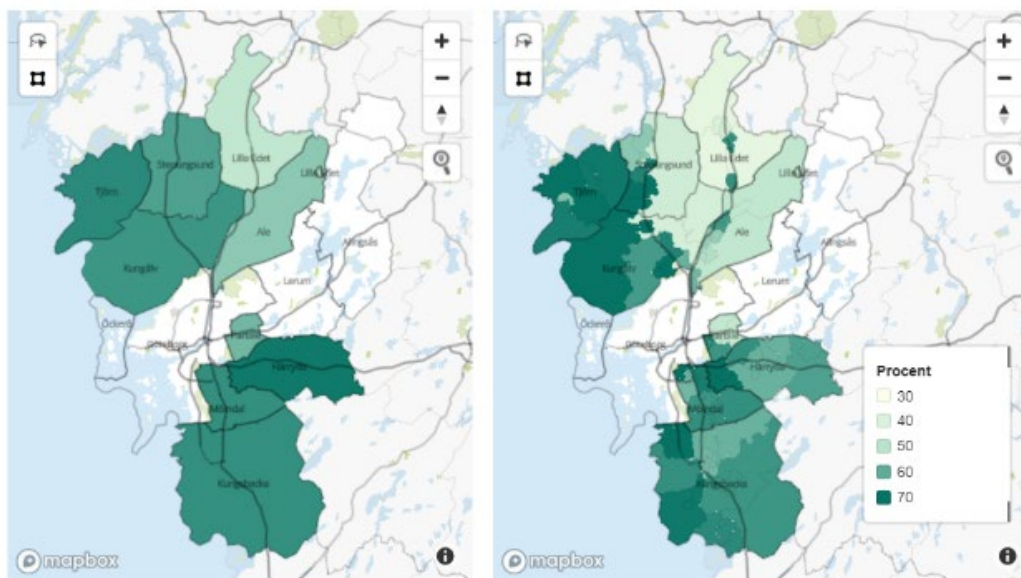 Lilla Edet
Stenungsund
Tjörn
Lilla Edet
Ale
Alingsås
Kungälv
Lerum
Öckerö
Partille
Göteborg
Härryda
Mölndal
Kungsbacka
mapbox
Lilla Edet
Stenungsund
Tjörn
Lilla Edet
Ale
Alingsås
Kungälv
Lerum
Öckerö
Partille
Göteborg
Härryda
Mölndal
Kungsbacka
mapbox
Procent
30
40
50
60
70